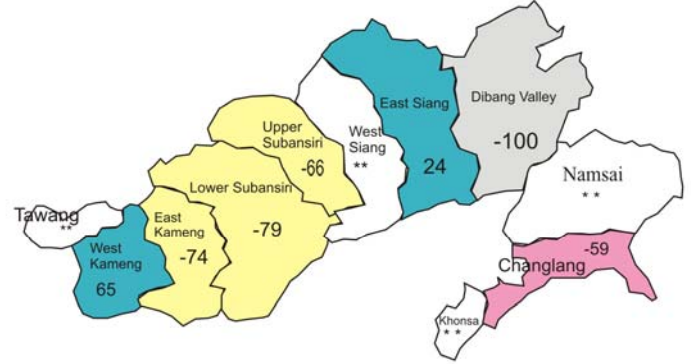 Dibang Valley
-100
East Siang
24
West
Siang
**
Upper
Subansiri
-66
Namsai
* *
Lower Subansin
-79
Tawang
**
East
Kameng
-74
West
Kameng
65
-59
Changlang
Khonsa
* *